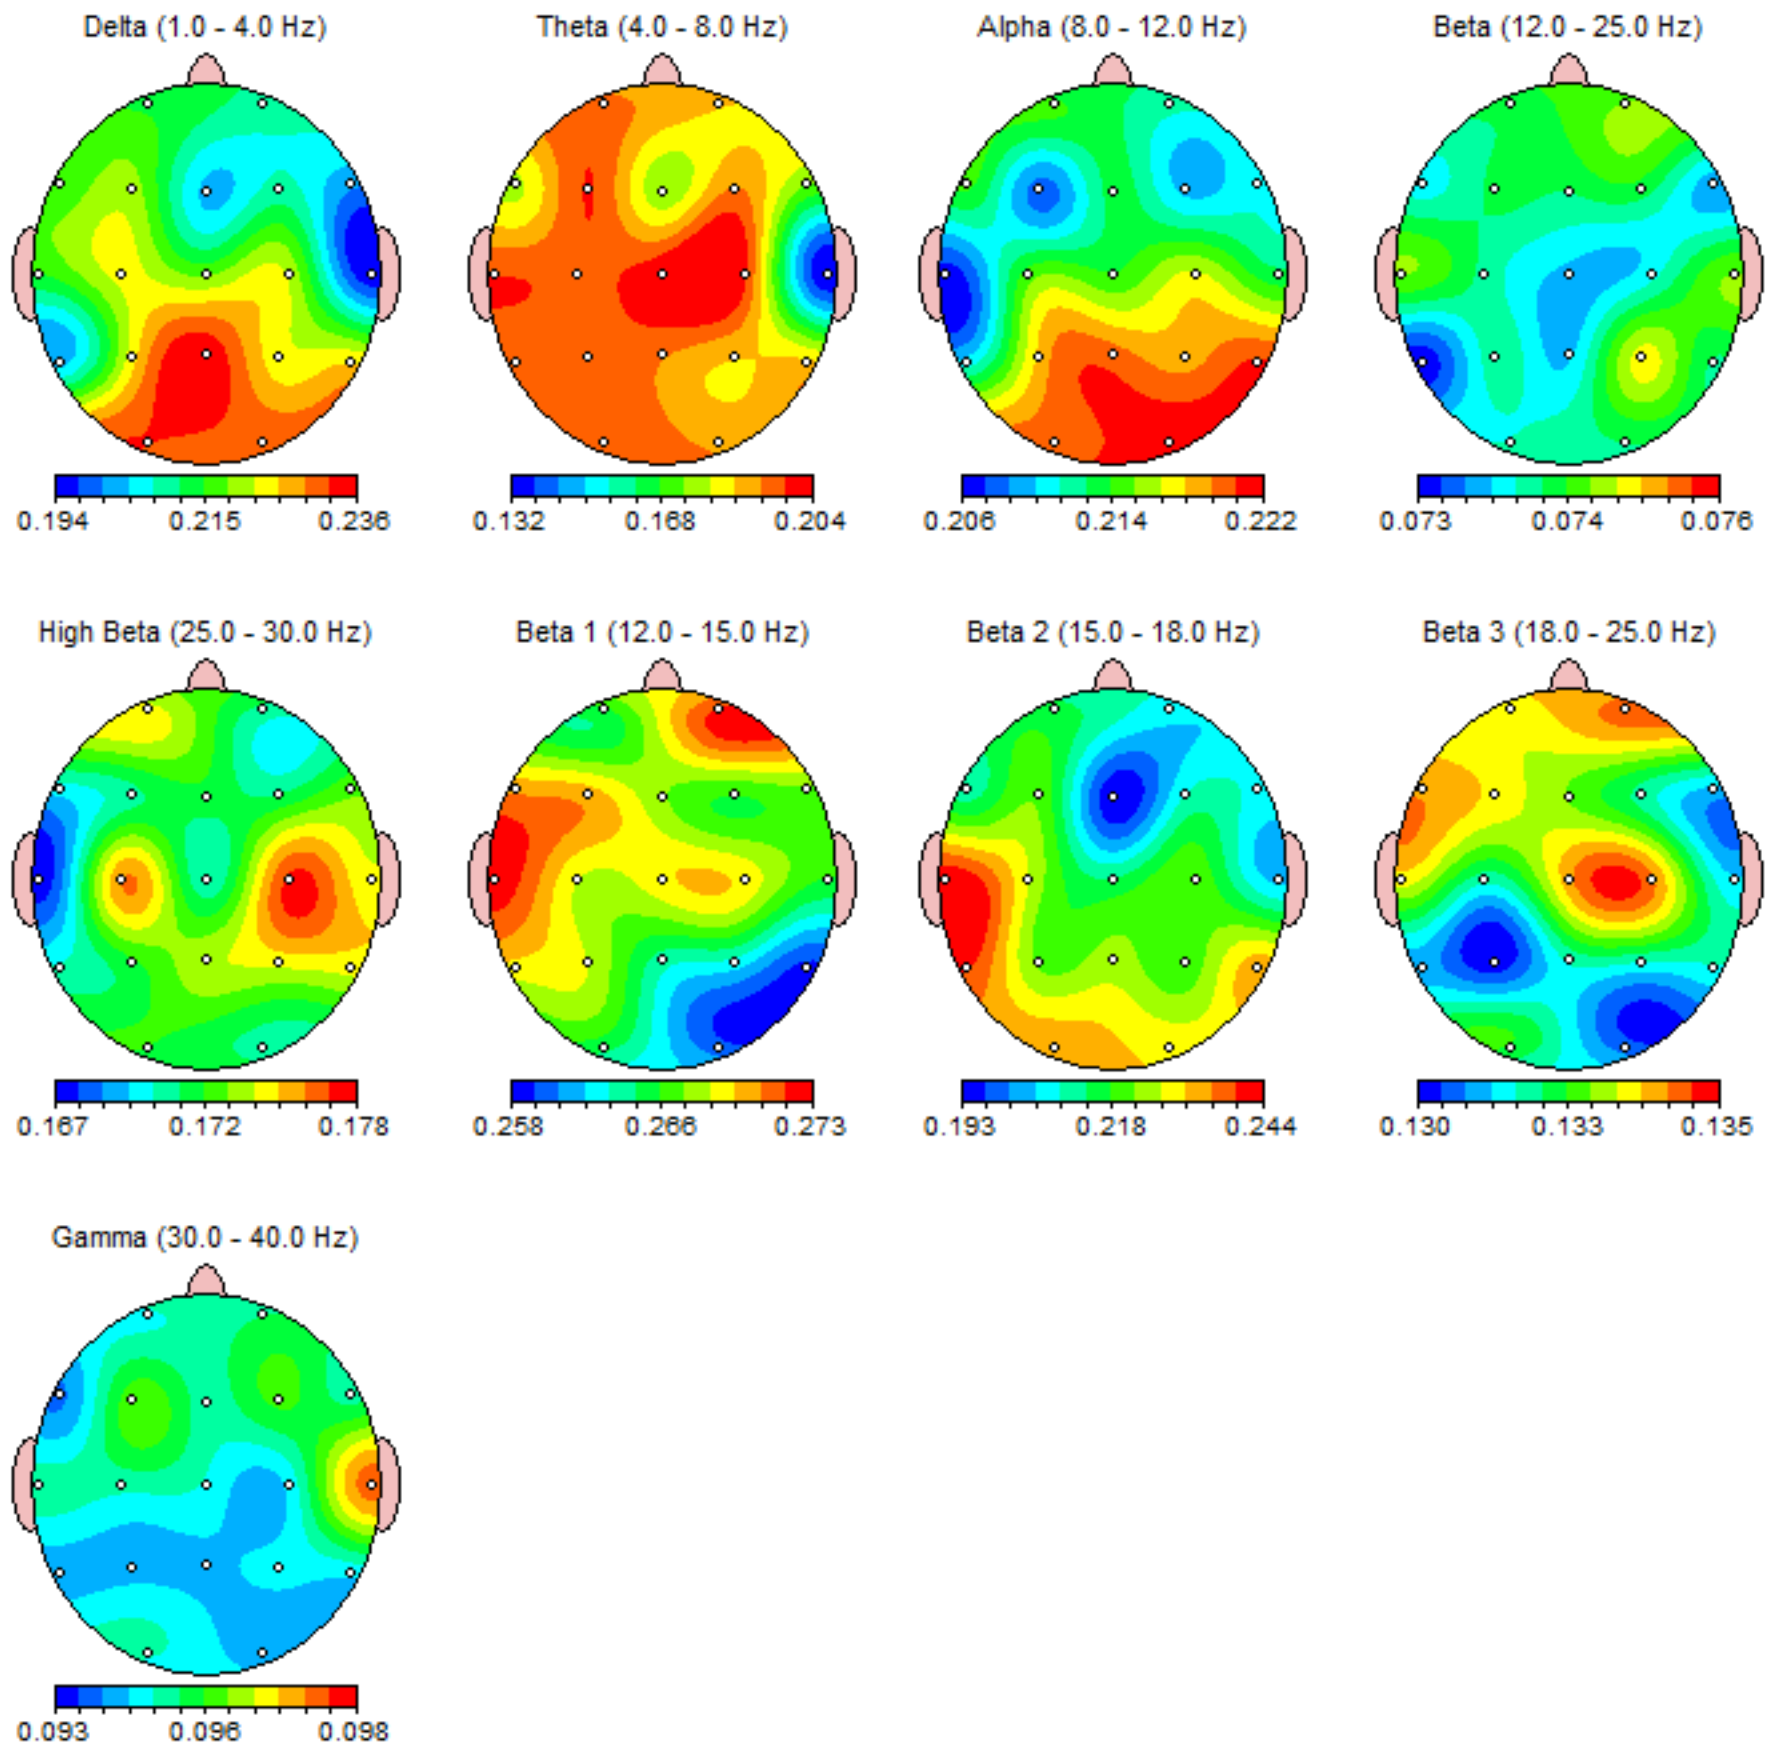 Delta (1.0 - 4.0 Hz) Theta (4.0 - 8.0 Hz) Alpha (8.0 - 12.0 Hz) Beta (12.0 - 25.0 Hz)
0.194 0.215 0.236 0.132 0.168 0.204 0.206 0.214 0.222 0.073 0.074 0.076
High Beta (25.0 - 30.0 Hz) Beta 1 (12.0 - 15.0 Hz) Beta 2 (15.0 - 18.0 Hz) Beta 3 (18.0 - 25.0 Hz)
0.167 0.172 0.178 0.258 0.266 0.273 0.193 0.218 0.244 0.130 0.133 0.135
Gamma (30.0 - 40.0 Hz)
0.093 0.096 0.098